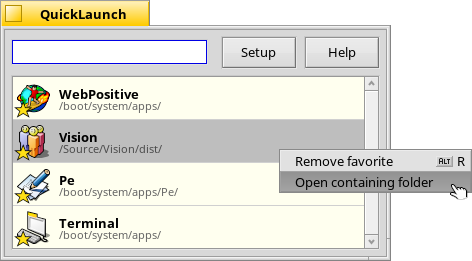 QuickLaunch
Setup
Help
WebPositive
/boot/system/apps/
Vision
/Source/Vision/dist/
Remove favorite ALT R
Open containing folder
Pe
/boot/system/apps/Pe/
Terminal
/boot/system/apps/